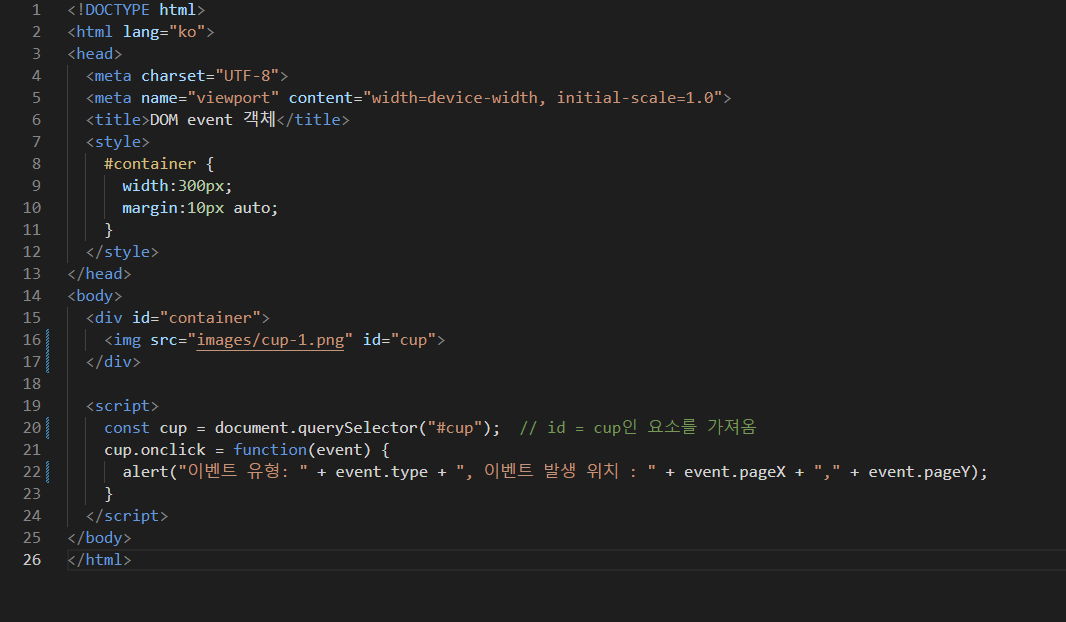 1 <!DOCTYPE html>
2 <html lang="ko">
3 <head>
4   <meta charset="UTF-8">
5   <meta name="viewport" content="width=device-width, initial-scale=1.0">
6   <title>DOM event 객체</title>
7   <style>
8     #container {
9       width:300px;
10       margin:10px auto;
11     }
12   </style>
13 </head>
14 <body>
15   <div id="container">
16     <img src="images/cup-1.png" id="cup">
17   </div>
18
19   <script>
20     const cup = document.querySelector("#cup");  // id = cup인 요소를 가져옴
21     cup.onclick = function(event) {
22       alert("이벤트 유형: " + event.type + ", 이벤트 발생 위치 : " + event.pageX + "," + event.pageY);
23     }
24   </script>
25 </body>
26 </html>